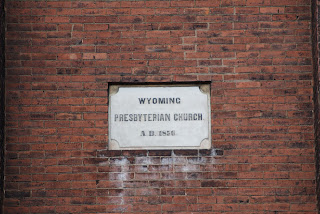 WYOMING
PRESBYTERIAN CHURCH.
A.D. 1856.